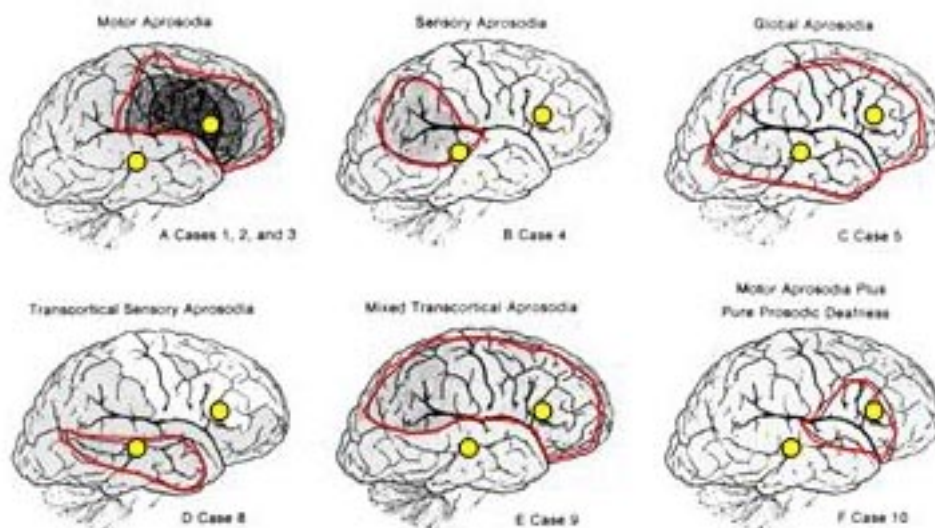 Motor Aprosodia
Sensory Aprosodia
Global Aprosodia
A Cases 1, 2, and 3
B Case 4
C Case 5
Transcortical Sensory Aprosodia
Mixed Transcortical Aprosodia
Motor Aprosodia Plus
Pure Prosodic Deafness
D Case 8
E Case 9
F Case 10